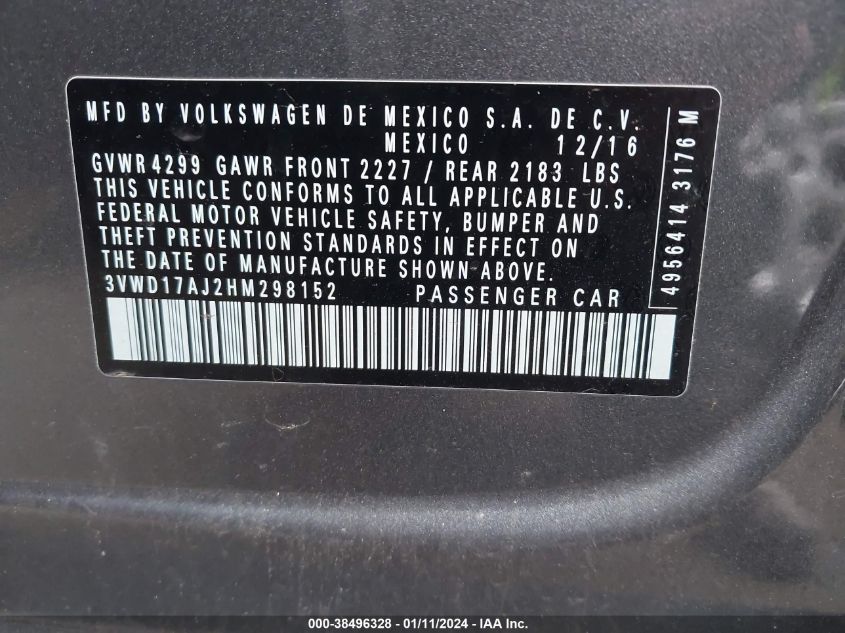 MFD BY VOLKSWAGEN DE MEXICO S.A. DE C.V.
MEXICO 12/16
GVWR 4299 GAWR FRONT 2227 / REAR 2183 LBS
THIS VEHICLE CONFORMS TO ALL APPLICABLE U.S.
FEDERAL MOTOR VEHICLE SAFETY, BUMPER AND
THEFT PREVENTION STANDARDS IN EFFECT ON
THE DATE OF MANUFACTURE SHOWN ABOVE.
3VWD17AJ2HM298152 PASSENGER CAR
4956414 3176 M
000-38496328 - 01/11/2024 - IAA Inc.